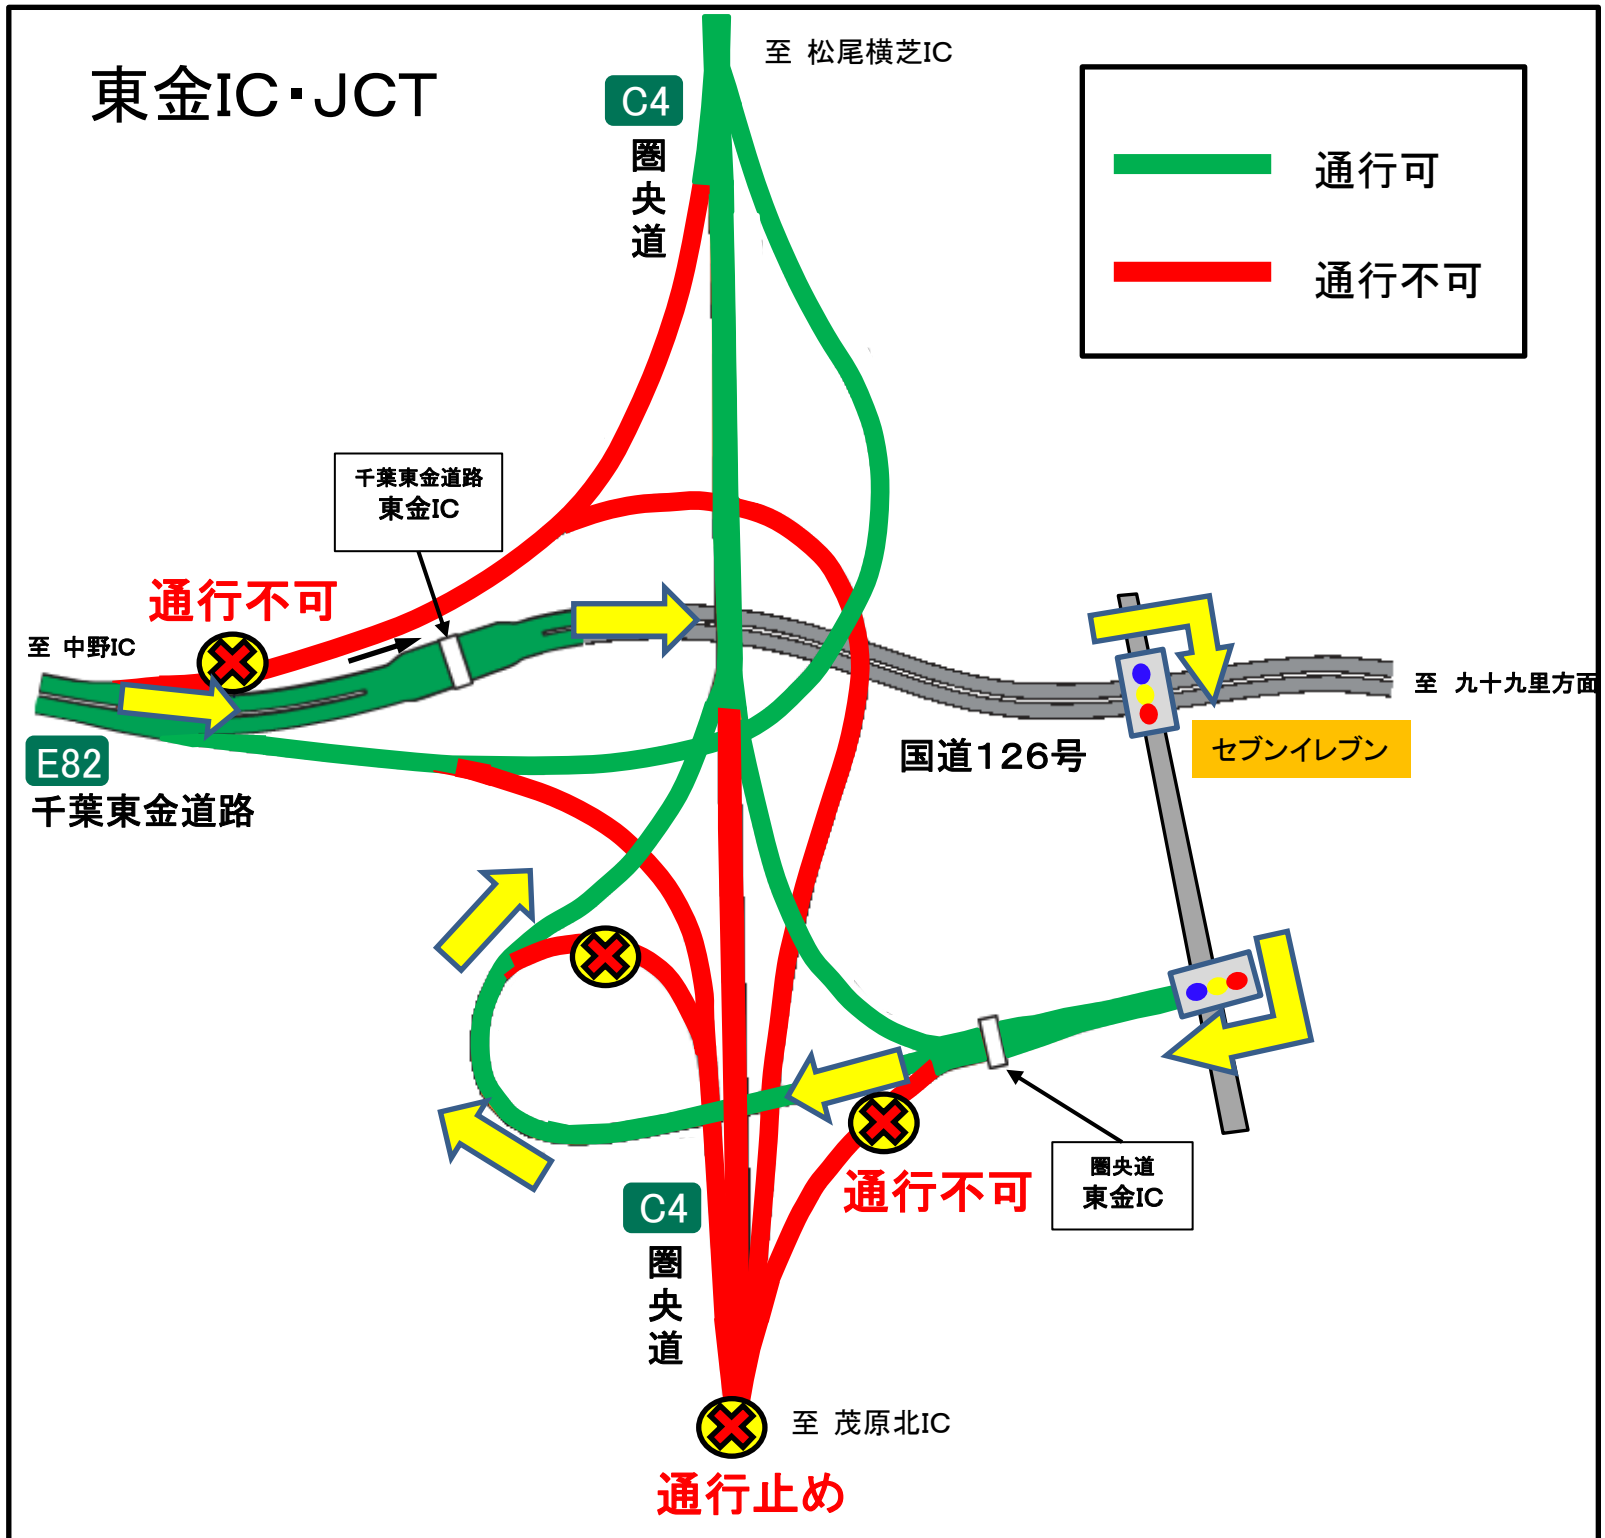 至 松尾横芝IC
東金IC・JCT
C4
圏央道
通行可
通行不可
千葉東金道路
東金IC
通行不可
至 中野IC
至 九十九里方面
E82
千葉東金道路
国道126号
セブンイレブン
圏央道
東金IC
通行不可
C4
圏央道
至 茂原北IC
通行止め